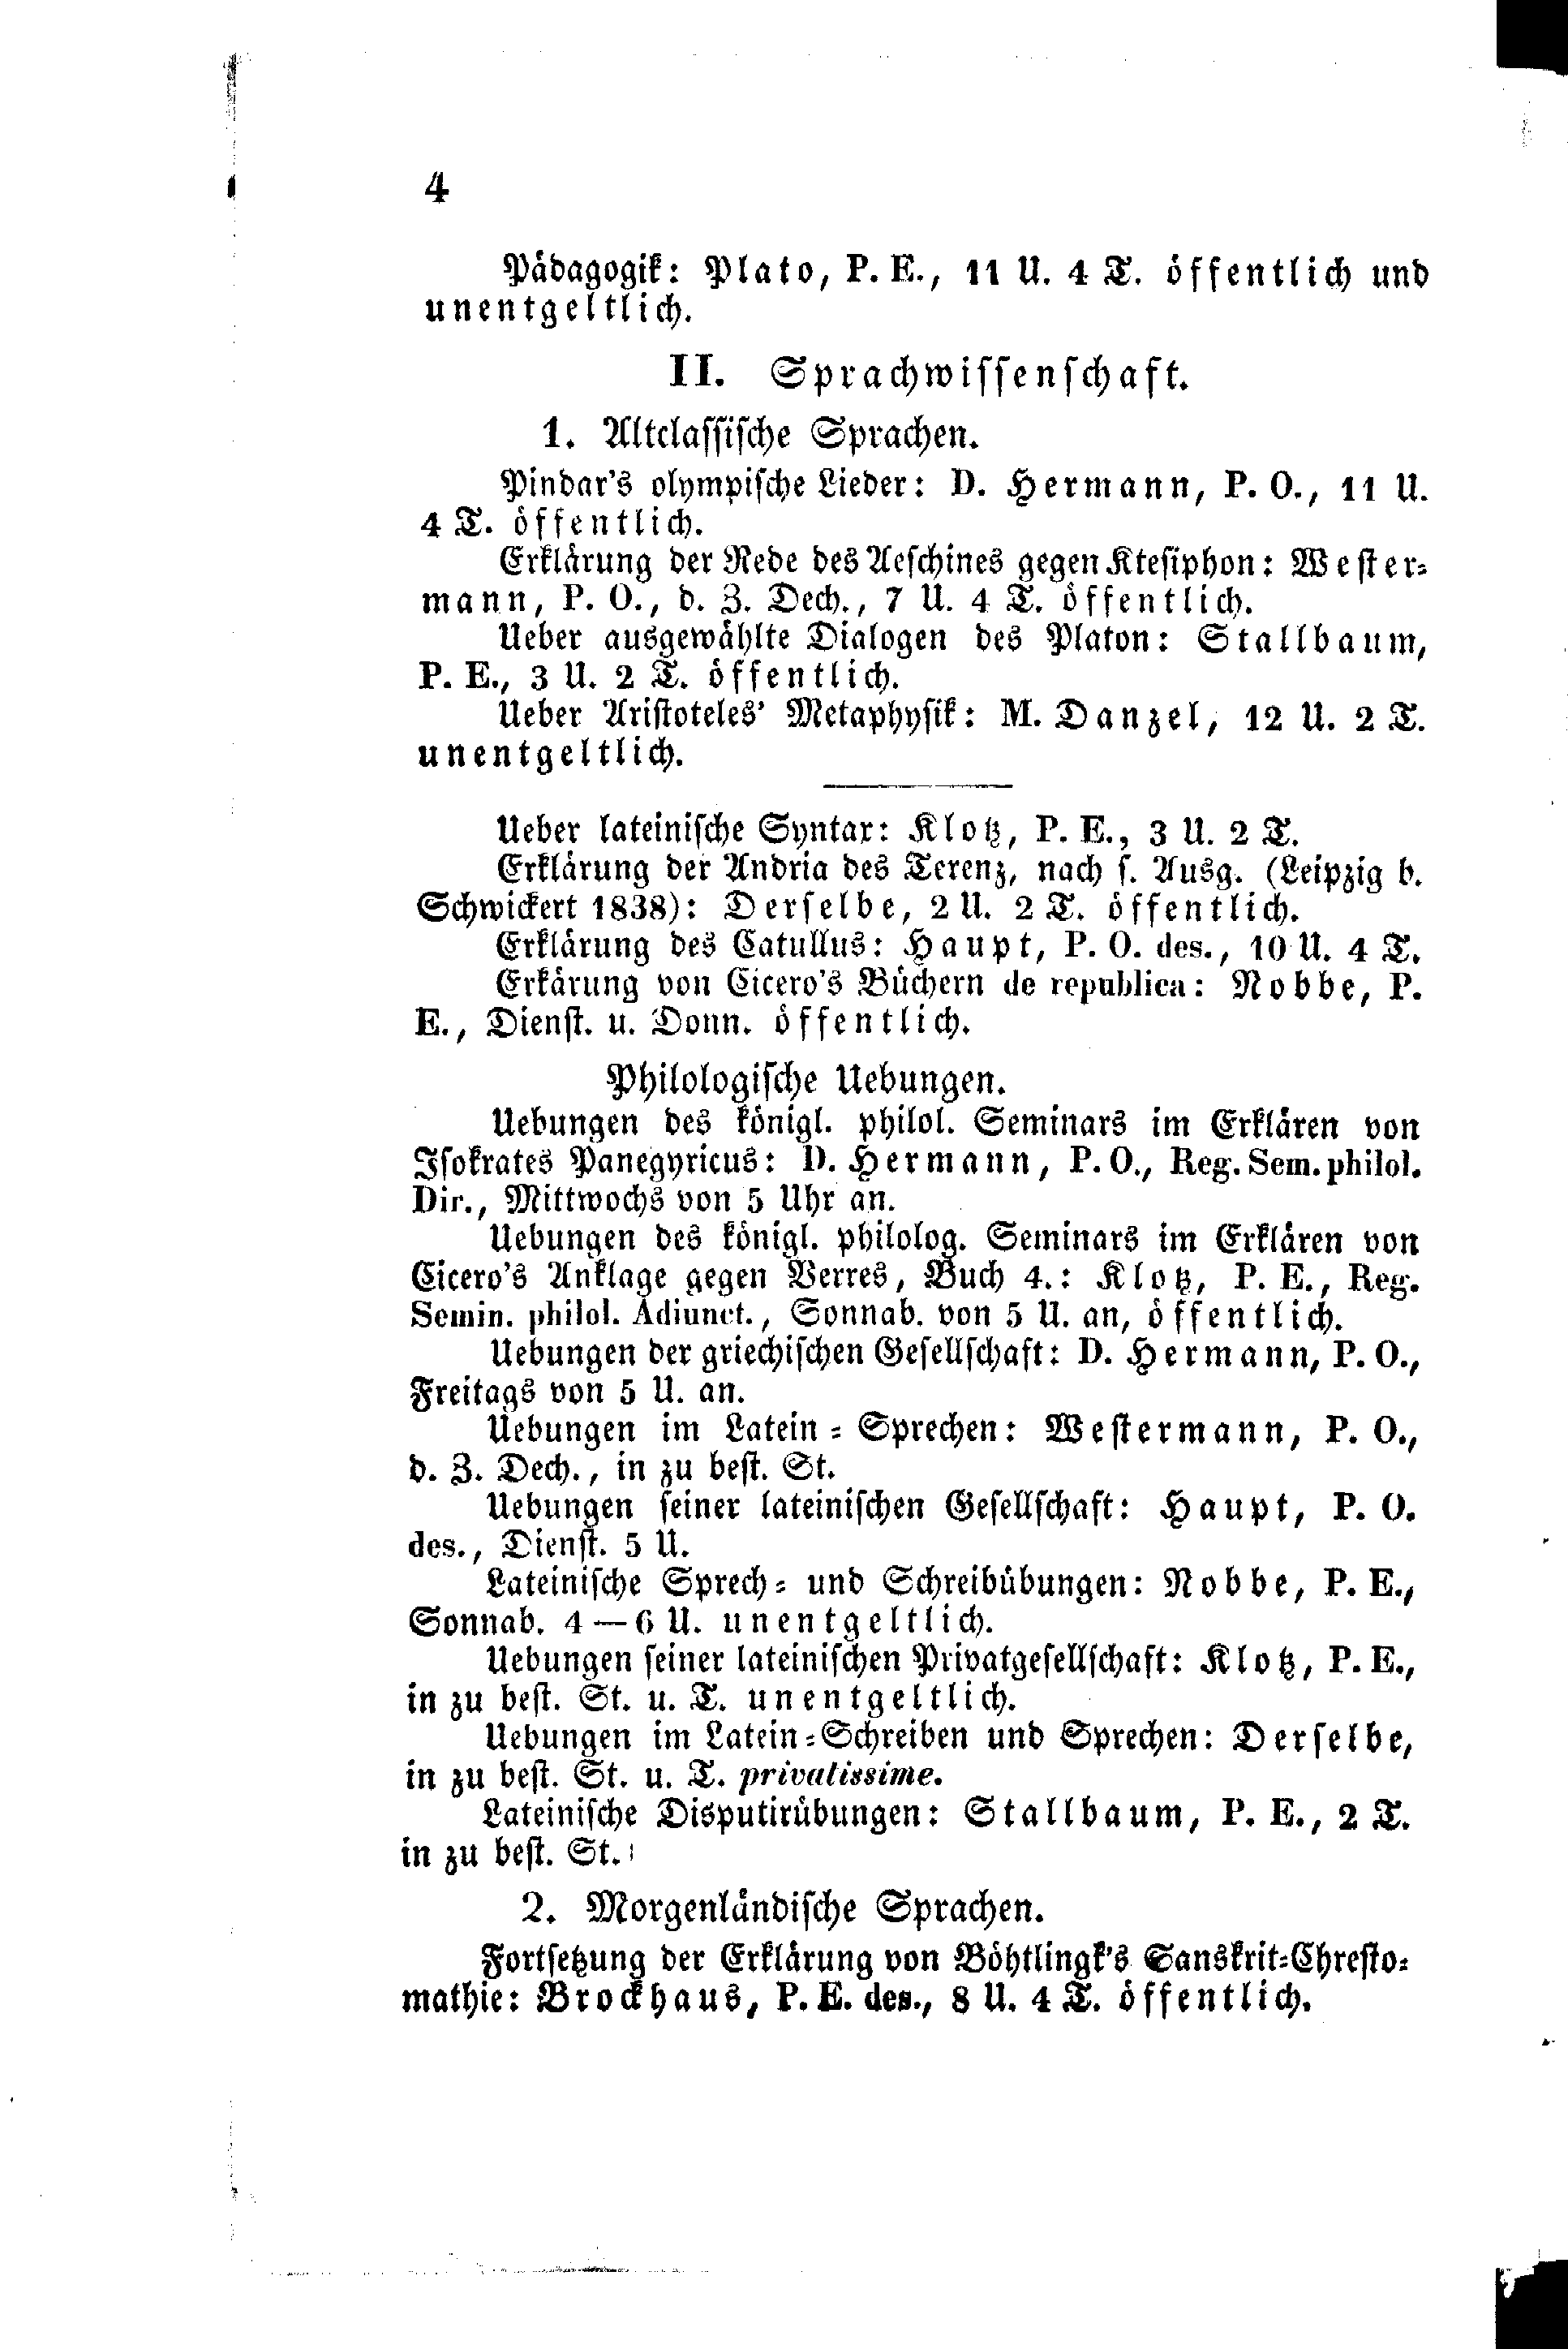 4
Pädagogik: Plato, P. E., 11 U. 4 T. öffentlich und
unentgeltlich.
II. Sprachwissenschaft.
1. Altclassische Sprachen.
Pindar's olympische Lieder: D. Hermann, P. O., 11 U.
4 T. öffentlich.
Erklärung der Rede des Aeschines gegen Ktesiphon: Wester-
mann, P. O., d. Z. Dech., 7 U. 4 T. öffentlich.
Ueber ausgewählte Dialogen des Platon: Stallbaum,
P. E., 3 U. 2 T. öffentlich.
Ueber Aristoteles' Metaphysik: M. Danzel, 12 U. 2 T.
unentgeltlich.
Ueber lateinische Syntax: Klotz, P. E., 3 U. 2 T.
Erklärung der Andria des Terenz, nach s. Ausg. (Leipzig b.
Schwickert 1838): Derselbe, 2 U. 2 T. öffentlich.
Erklärung des Catullus: Haupt, P. O. des., 10 U. 4 T.
Erkärung von Cicero's Büchern de republica: Nobbe, P.
E., Dienst. u. Donn. öffentlich.
Philologische Uebungen.
Uebungen des königl. philol. Seminars im Erklären von
Isokrates Panegyricus: D. Hermann, P. O., Reg. Sem. philol.
Dir., Mittwochs von 5 Uhr an.
Uebungen des königl. philolog. Seminars im Erklären von
Cicero's Anklage gegen Verres, Buch 4.: Klotz, P. E., Reg.
Semin. philol. Adiunct., Sonnab. von 5 U. an, öffentlich.
Uebungen der griechischen Gesellschaft: D. Hermann, P. O.,
Freitags von 5 U. an.
Uebungen im Latein-Sprechen: Westermann, P. O.,
d. Z. Dech., in zu best. St.
Uebungen seiner lateinischen Gesellschaft: Haupt, P. O.
des., Dienst. 5 U.
Lateinische Sprech- und Schreibübungen: Nobbe, P. E.,
Sonnab. 4—6 U. unentgeltlich.
Uebungen seiner lateinischen Privatgesellschaft: Klotz, P. E.,
in zu best. St. u. T. unentgeltlich.
Uebungen im Latein-Schreiben und Sprechen: Derselbe,
in zu best. St. u. T. privatissime.
Lateinische Disputirübungen: Stallbaum, P. E., 2 T.
in zu best. St.
2. Morgenländische Sprachen.
Fortsetzung der Erklärung von Böhtlingk's Sanskrit-Chresto-
mathie: Brockhaus, P. E. des., 8 U. 4 T. öffentlich.